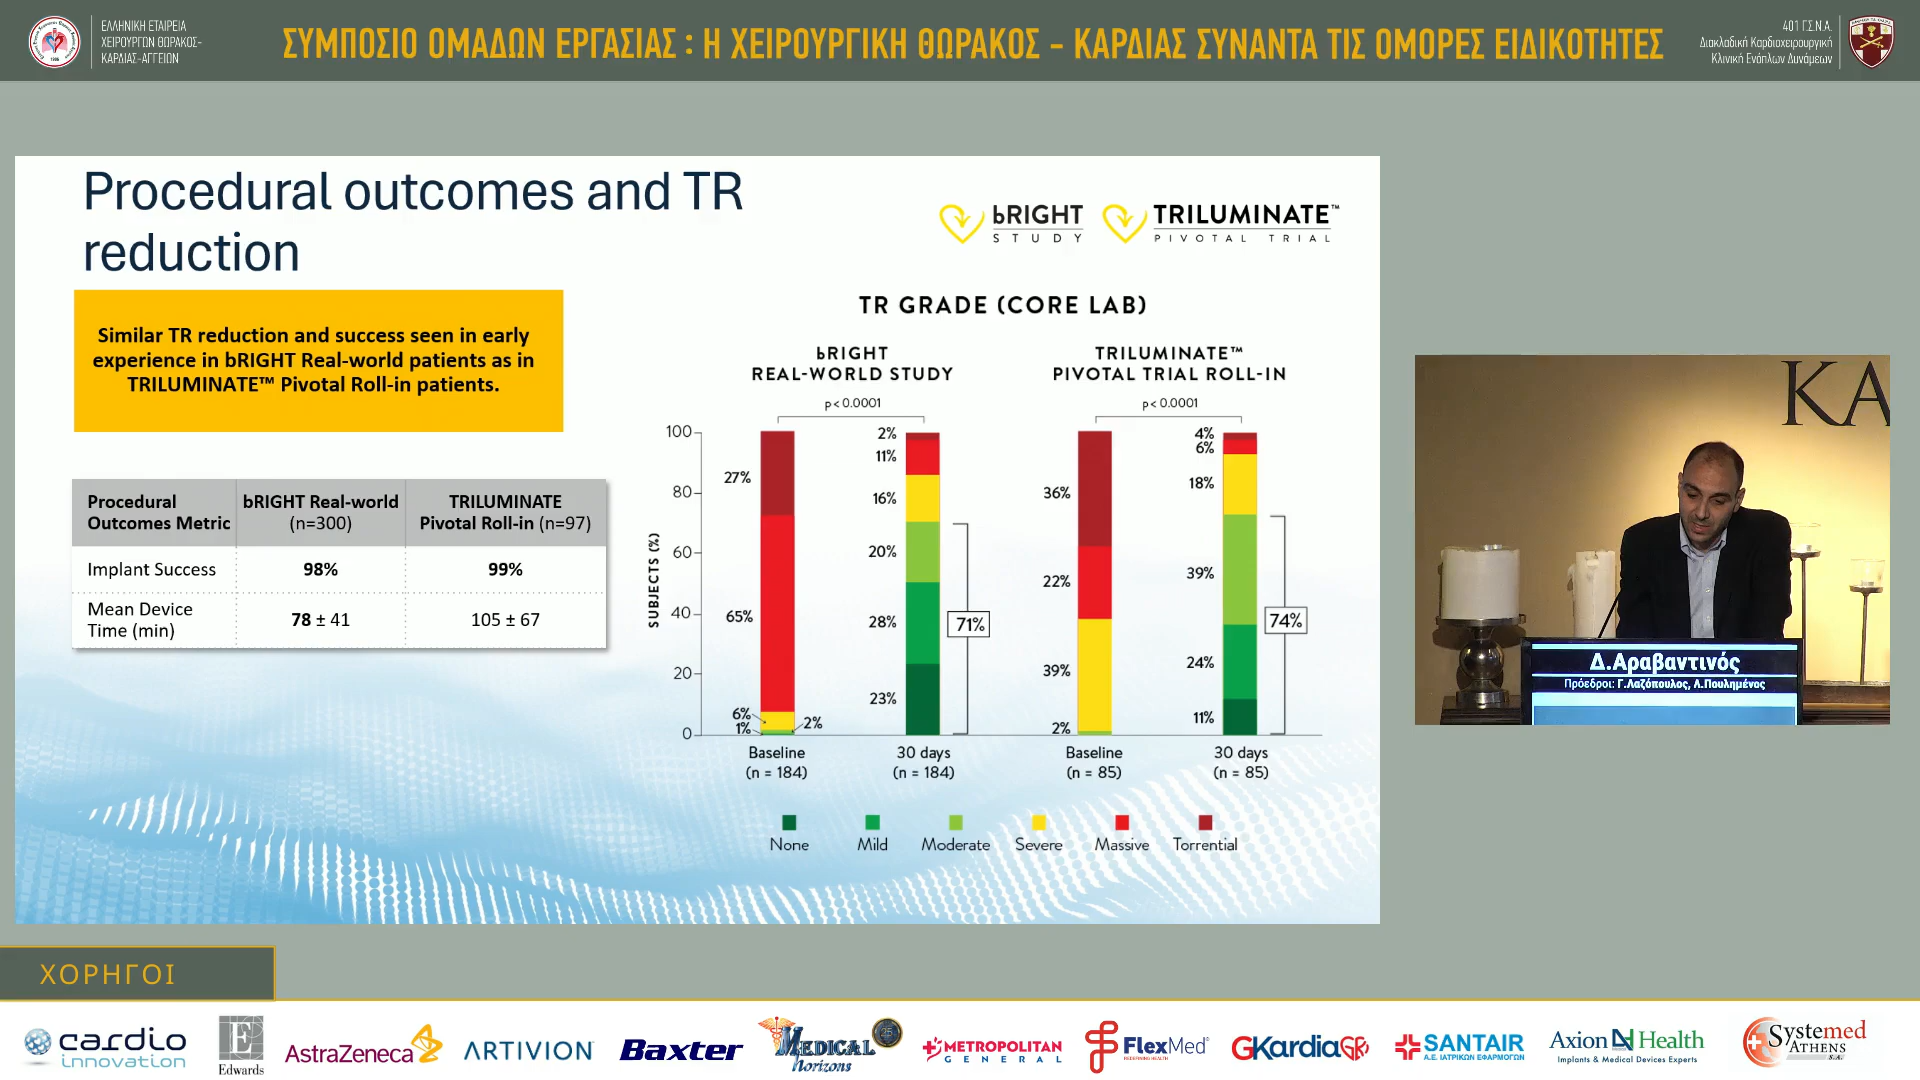 ΕΛΛΗΝΙΚΗ ΕΤΑΙΡΕΙΑ
ΧΕΙΡΟΥΡΓΩΝ ΘΩΡΑΚΟΣ-
ΚΑΡΔΙΑΣ-ΑΓΓΕΙΩΝ
ΣΥΜΠΟΣΙΟ ΟΜΑΔΩΝ ΕΡΓΑΣΙΑΣ : Η ΧΕΙΡΟΥΡΓΙΚΗ ΘΩΡΑΚΟΣ - ΚΑΡΔΙΑΣ ΣΥΝΑΝΤΑ ΤΙΣ ΟΜΟΡΕΣ ΕΙΔΙΚΟΤΗΤΕΣ
401 Γ.Σ.Ν.Α.
Διακλαδική Καρδιοχειρουργική
Κλινική Ενόπλων Δυνάμεων
Procedural outcomes and TR
reduction
bRIGHT
STUDY
TRILUMINATE™
PIVOTAL TRIAL
Similar TR reduction and success seen in early
experience in bRIGHT Real-world patients as in
TRILUMINATE™ Pivotal Roll-in patients.
Procedural
Outcomes Metric
bRIGHT Real-world
(n=300)
TRILUMINATE
Pivotal Roll-in (n=97)
Implant Success
98%
99%
Mean Device
Time (min)
78 ± 41
105 ± 67
TR GRADE (CORE LAB)
bRIGHT
REAL-WORLD STUDY
TRILUMINATE™
PIVOTAL TRIAL ROLL-IN
p< 0.0001
p< 0.0001
SUBJECTS (%)
100
80
60
40
20
0
27%
65%
6%
1%
2%
2%
11%
16%
20%
28%
23%
71%
36%
22%
39%
2%
4%
6%
18%
39%
24%
11%
74%
Baseline
(n = 184)
30 days
(n = 184)
Baseline
(n = 85)
30 days
(n = 85)
None
Mild
Moderate
Severe
Massive
Torrential
ΚΑ
Δ.Αραβαντινός
Πρόεδροι: Γ.Λαζόπουλος, Λ.Πουλημένος
ΧΟΡΗΓΟΙ
cardio
innovation
Edwards
AstraZeneca
ARTIVION
Baxter
MEDICAL
Horizons
METROPOLITAN
GENERAL
FlexMed
GKardiaGR
SANTAIR
Α.Ε. ΙΑΤΡΙΚΩΝ ΕΦΑΡΜΟΓΩΝ
Axion Health
Implants & Medical Devices Experts
Systemed
ATHENS
S.A.